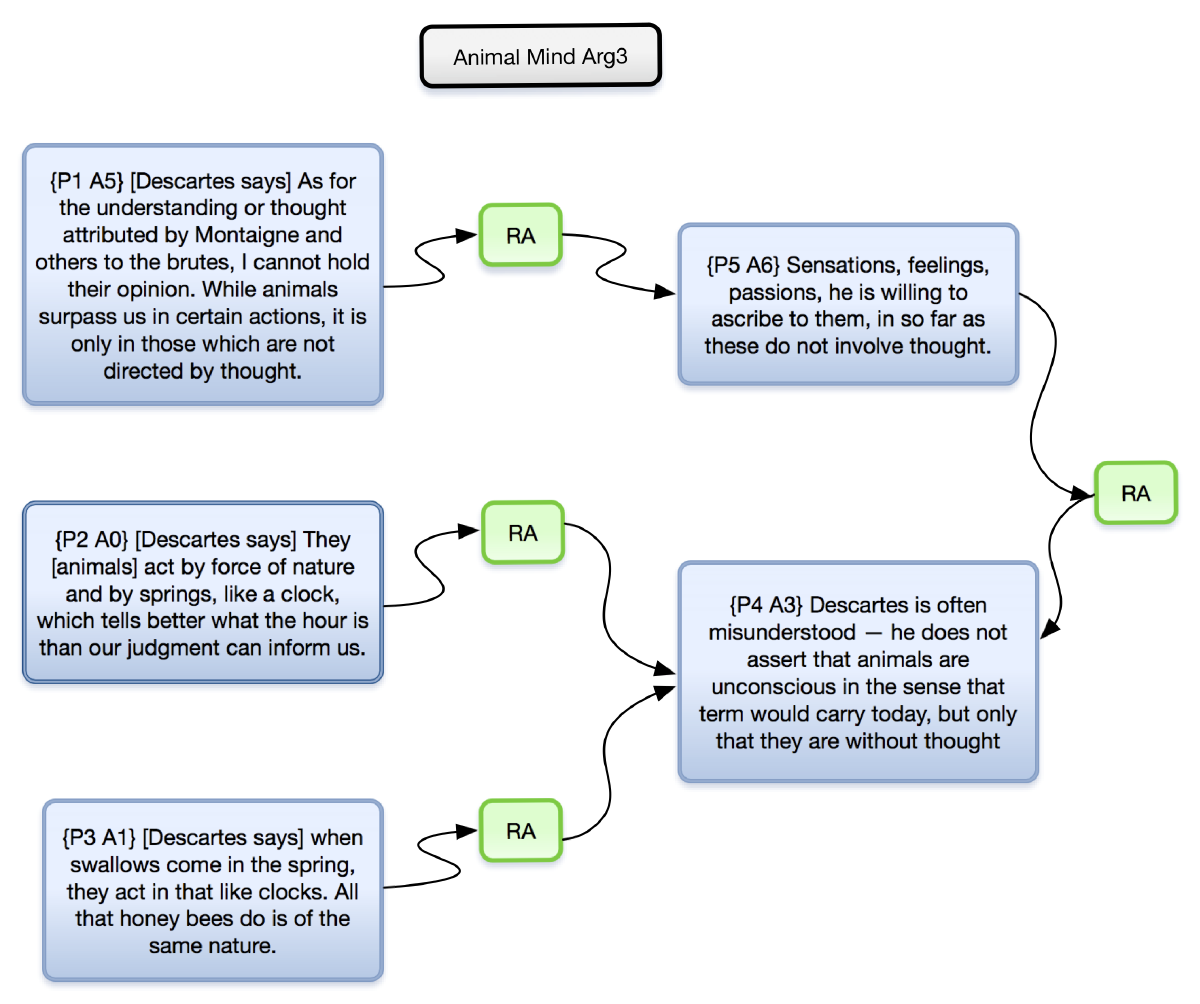 Animal Mind Arg3
{P1 A5} [Descartes says] As for
the understanding or thought
attributed by Montaigne and
others to the brutes, I cannot hold
their opinion. While animals
surpass us in certain actions, it is
only in those which are not
directed by thought.
RA
{P5 A6} Sensations, feelings,
passions, he is willing to
ascribe to them, in so far as
these do not involve thought.
RA
{P2 A0} [Descartes says] They
[animals] act by force of nature
and by springs, like a clock,
which tells better what the hour is
than our judgment can inform us.
RA
{P4 A3} Descartes is often
misunderstood — he does not
assert that animals are
unconscious in the sense that
term would carry today, but only
that they are without thought
{P3 A1} [Descartes says] when
swallows come in the spring,
they act in that like clocks. All
that honey bees do is of the
same nature.
RA